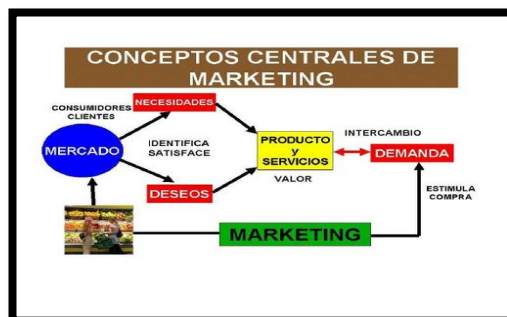 CONCEPTOS CENTRALES DE
MARKETING
CONSUMIDORES
CLIENTES
NECESIDADES
MERCADO
IDENTIFICA
SATISFACE
DESEOS
PRODUCTO
y
SERVICIOS
VALOR
INTERCAMBIO
DEMANDA
ESTIMULA
COMPRA
MARKETING